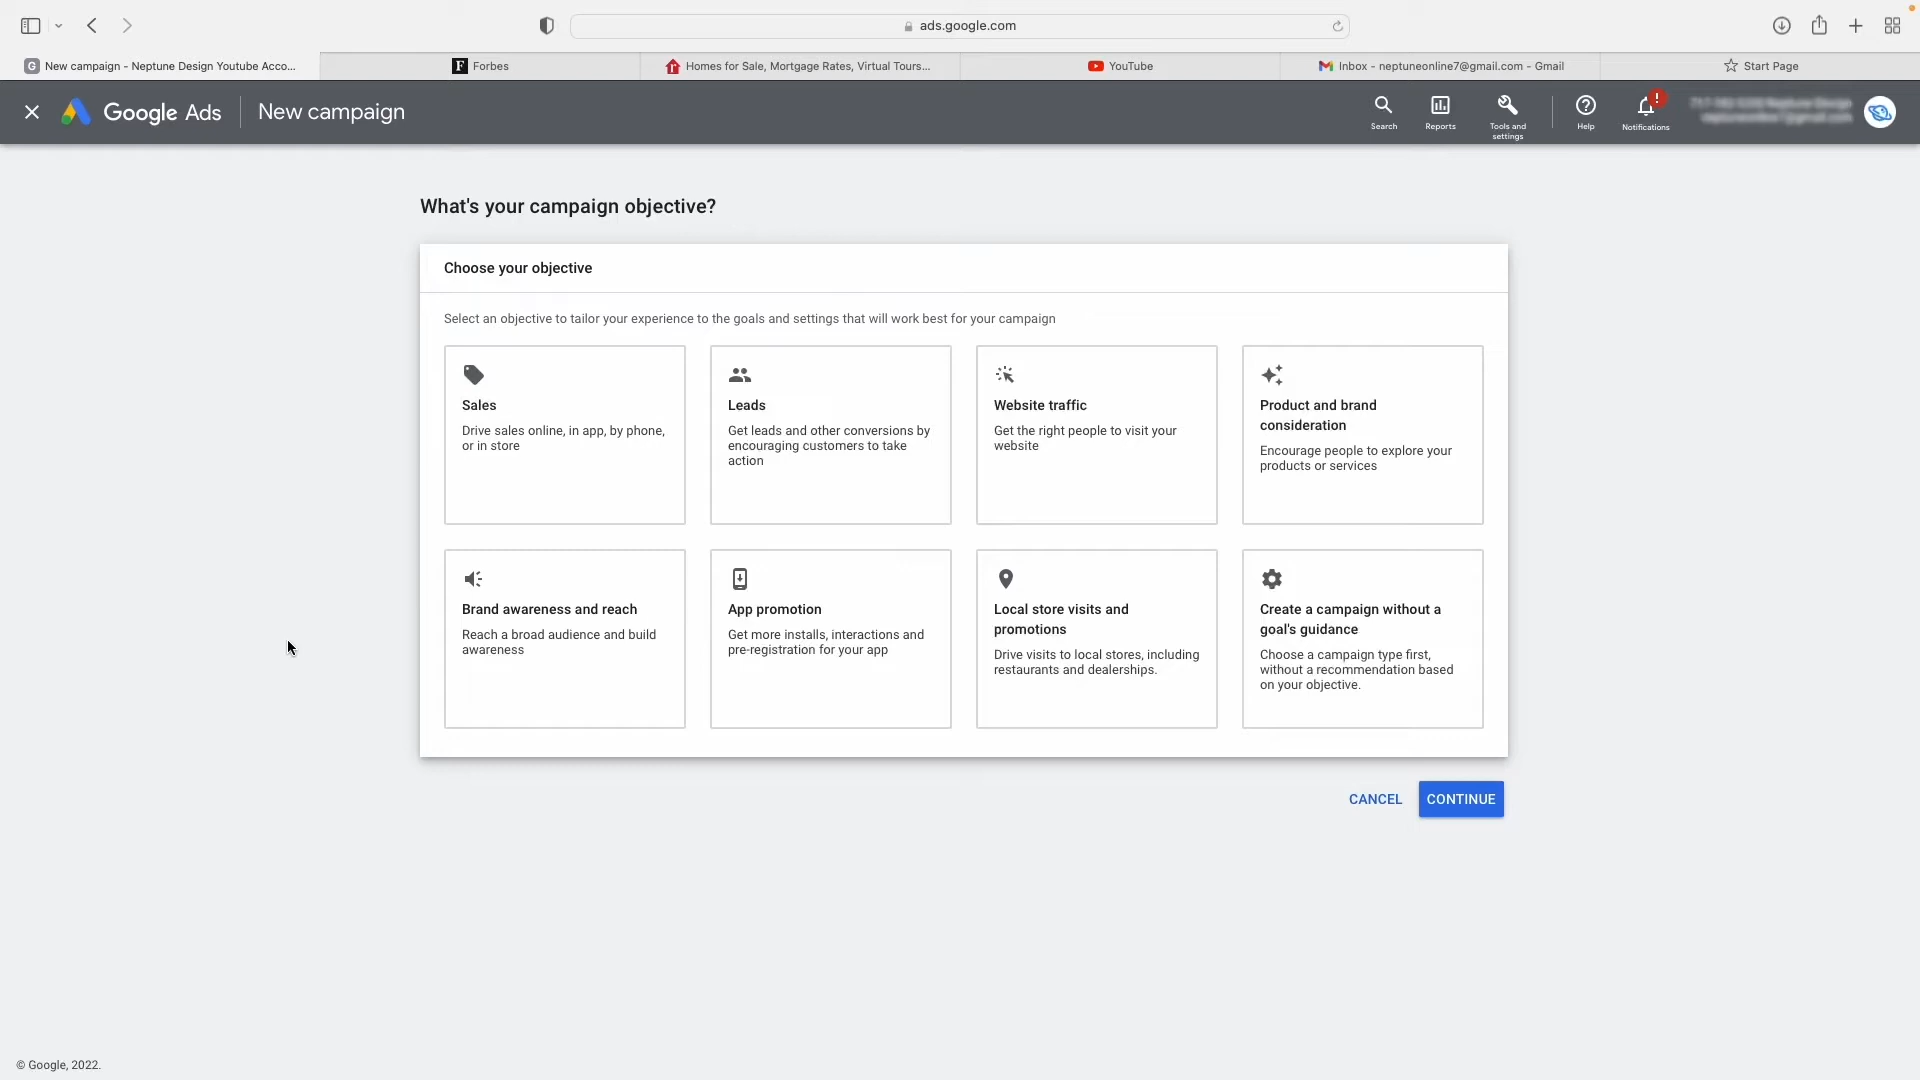 ads.google.com
G New campaign - Neptune Design Youtube Acco...
F Forbes
Homes for Sale, Mortgage Rates, Virtual Tours...
YouTube
Inbox - neptuneonline7@gmail.com - Gmail
Start Page
Google Ads
New campaign
Search
Reports
Tools and
settings
Help
!
Notifications
What's your campaign objective?
Choose your objective
Select an objective to tailor your experience to the goals and settings that will work best for your campaign
Sales
Drive sales online, in app, by phone,
or in store
Leads
Get leads and other conversions by
encouraging customers to take
action
Website traffic
Get the right people to visit your
website
Product and brand
consideration
Encourage people to explore your
products or services
Brand awareness and reach
Reach a broad audience and build
awareness
App promotion
Get more installs, interactions and
pre-registration for your app
Local store visits and
promotions
Drive visits to local stores, including
restaurants and dealerships.
Create a campaign without a
goal's guidance
Choose a campaign type first,
without a recommendation based
on your objective.
CANCEL
CONTINUE
© Google, 2022.